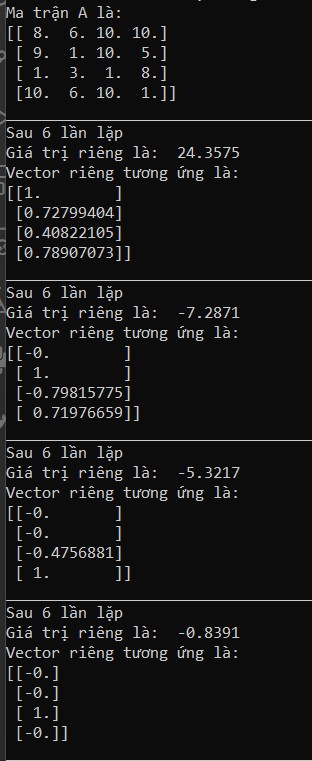 Ma trận A là:
[[ 8.  6. 10. 10.]
 [ 9.  1. 10.  5.]
 [ 1.  3.  1.  8.]
 [10.  6. 10.  1.]]
Sau 6 lần lặp
Giá trị riêng là:  24.3575
Vector riêng tương ứng là:
[[1.        ]
 [0.72799404]
 [0.40822105]
 [0.78907073]]
Sau 6 lần lặp
Giá trị riêng là:  -7.2871
Vector riêng tương ứng là:
[[-0.        ]
 [ 1.        ]
 [-0.79815775]
 [ 0.71976659]]
Sau 6 lần lặp
Giá trị riêng là:  -5.3217
Vector riêng tương ứng là:
[[-0.       ]
 [-0.       ]
 [-0.4756881]
 [ 1.       ]]
Sau 6 lần lặp
Giá trị riêng là:  -0.8391
Vector riêng tương ứng là:
[[-0.]
 [-0.]
 [ 1.]
 [-0.]]